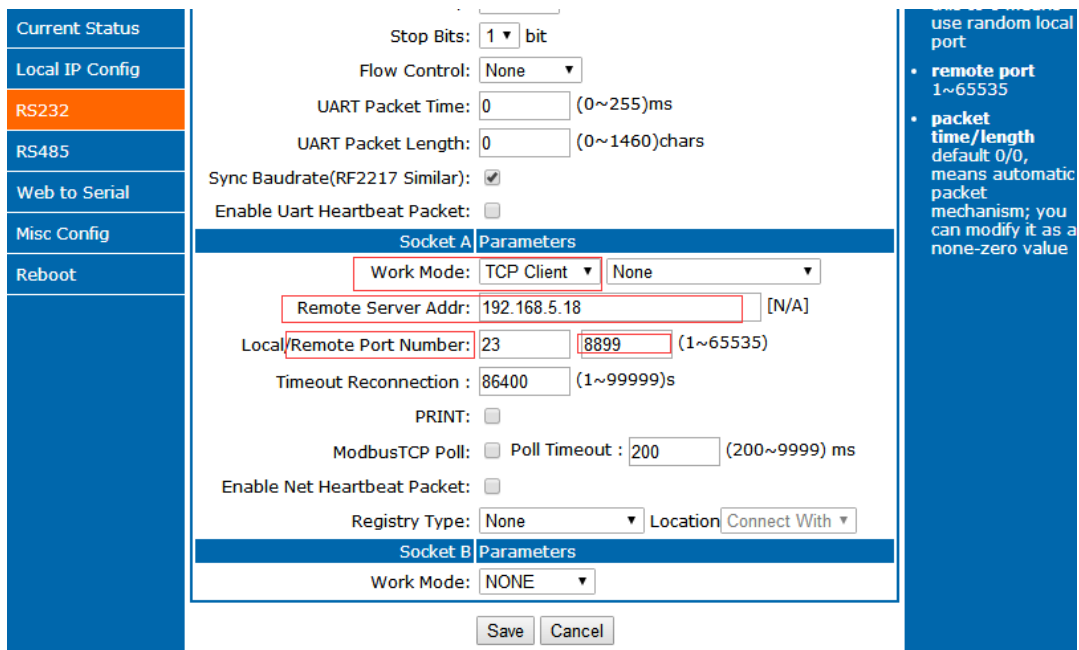 Current Status
Local IP Config
RS232
RS485
Web to Serial
Misc Config
Reboot
Stop Bits: 1 bit
Flow Control: None
UART Packet Time: 0 (0~255)ms
UART Packet Length: 0 (0~1460)chars
Sync Baudrate(RF2217 Similar):
Enable Uart Heartbeat Packet:
Socket A Parameters
Work Mode: TCP Client None
Remote Server Addr: 192.168.5.18 [N/A]
Local/Remote Port Number: 23 8899 (1~65535)
Timeout Reconnection : 86400 (1~99999)s
PRINT:
ModbusTCP Poll: Poll Timeout : 200 (200~9999) ms
Enable Net Heartbeat Packet:
Registry Type: None Location Connect With
Socket B Parameters
Work Mode: NONE
Save Cancel
use random local
port
• remote port
1~65535
• packet
time/length
default 0/0,
means automatic
packet
mechanism; you
can modify it as a
none-zero value